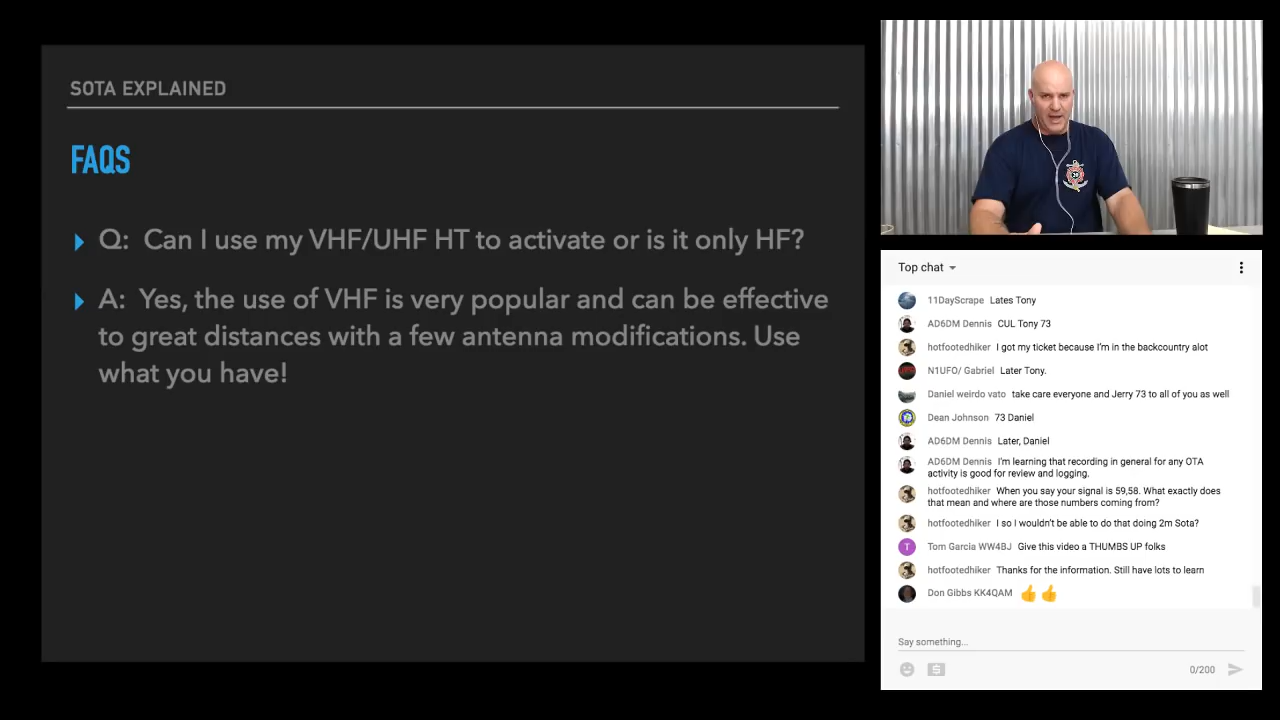 SOTA EXPLAINED
FAQS
Q: Can I use my VHF/UHF HT to activate or is it only HF?
A: Yes, the use of VHF is very popular and can be effective
to great distances with a few antenna modifications. Use
what you have!
Top chat
11DayScrape Lates Tony
AD6DM Dennis CUL Tony 73
hotfootedhiker I got my ticket because I'm in the backcountry alot
N1UFO/ Gabriel Later Tony.
Daniel weirdo vato take care everyone and Jerry 73 to all of you as well
Dean Johnson 73 Daniel
AD6DM Dennis Later, Daniel
AD6DM Dennis I'm learning that recording in general for any OTA
activity is good for review and logging.
hotfootedhiker When you say your signal is 59,58. What exactly does
that mean and where are those numbers coming from?
hotfootedhiker I so I wouldn't be able to do that doing 2m Sota?
T
Tom Garcia WW4BJ Give this video a THUMBS UP folks
hotfootedhiker Thanks for the information. Still have lots to learn
Don Gibbs KK4QAM 👍 👍
Say something...
0/200